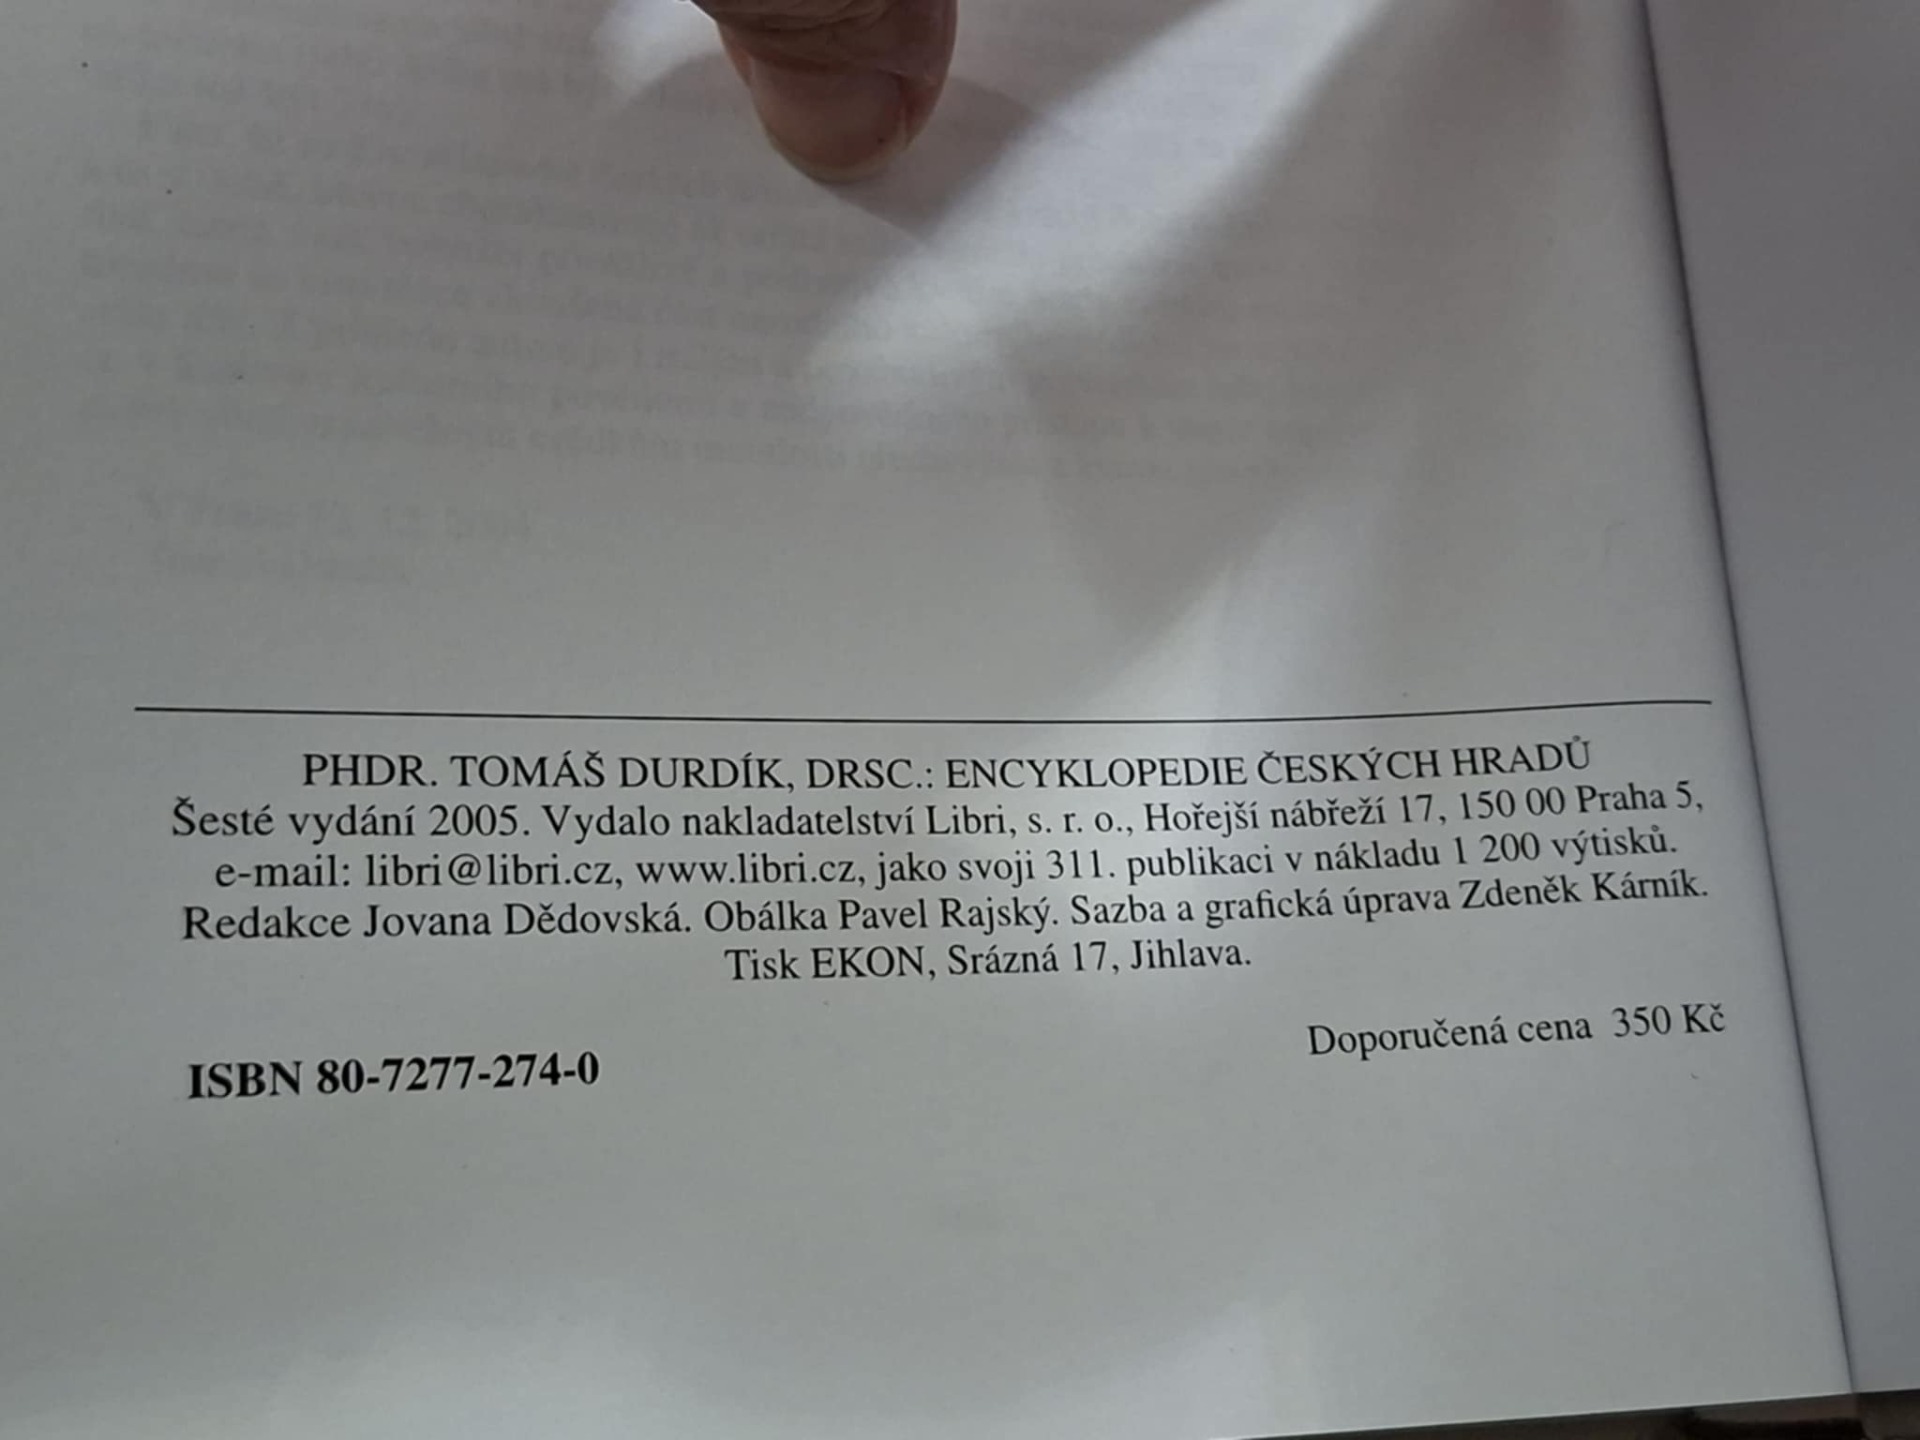 PHDR. TOMÁŠ DURDÍK, DRSC.: ENCYKLOPEDIE ČESKÝCH HRADŮ
Šesté vydání 2005. Vydalo nakladatelství Libri, s. r. o., Hořejší nábřeží 17, 150 00 Praha 5,
e-mail: libri@libri.cz, www.libri.cz, jako svoji 311. publikaci v nákladu 1 200 výtisků.
Redakce Jovana Dědovská. Obálka Pavel Rajský. Sazba a grafická úprava Zdeněk Kárník.
Tisk EKON, Srázná 17, Jihlava.
Doporučená cena 350 Kč
ISBN 80-7277-274-0